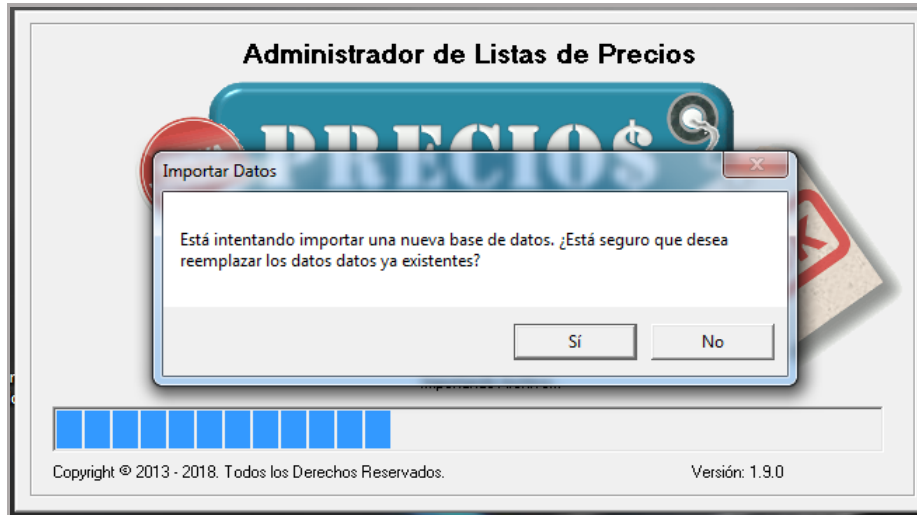 Administrador de Listas de Precios
PRECIO$
Importar Datos
Está intentando importar una nueva base de datos. ¿Está seguro que desea
reemplazar los datos datos ya existentes?
Sí
No
Copyright © 2013 - 2018. Todos los Derechos Reservados.
Versión: 1.9.0